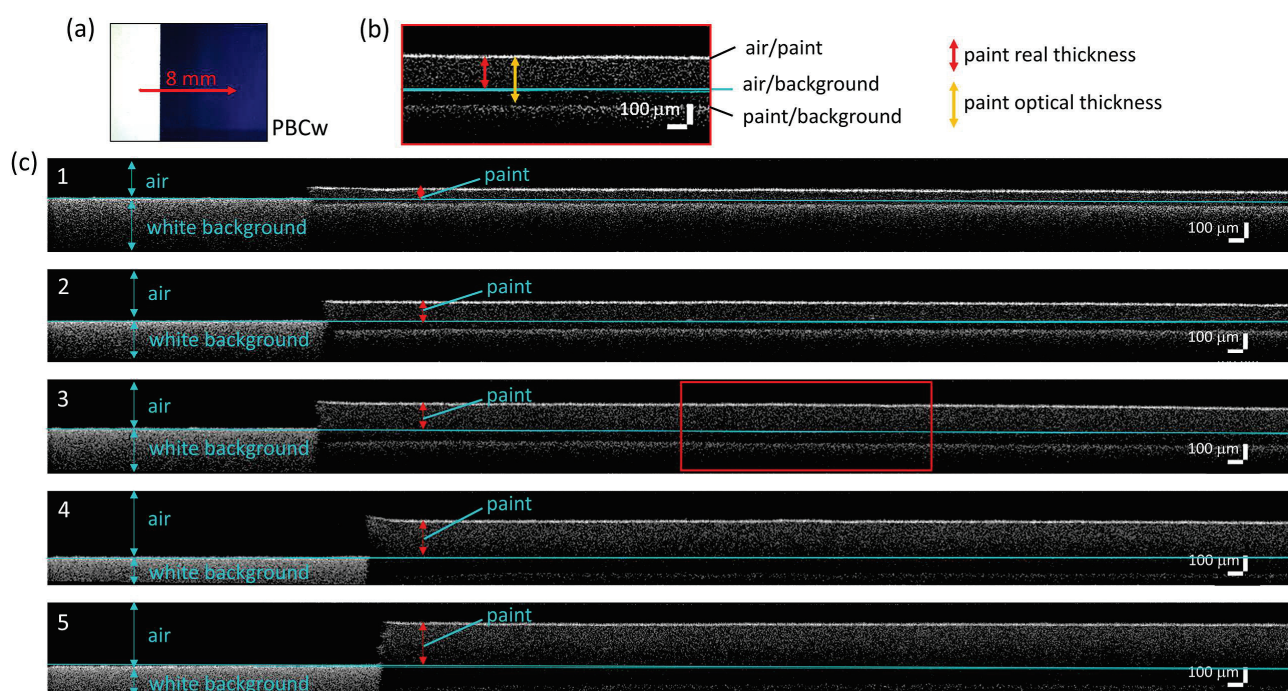 (a)
8 mm
PBCw
(b)
100 μm
air/paint
air/background
paint/background
paint real thickness
paint optical thickness
(c)
1
air
white background
paint
100 μm
2
air
white background
paint
100 μm
3
air
white background
paint
100 μm
4
air
white background
paint
100 μm
5
air
white background
paint
100 μm